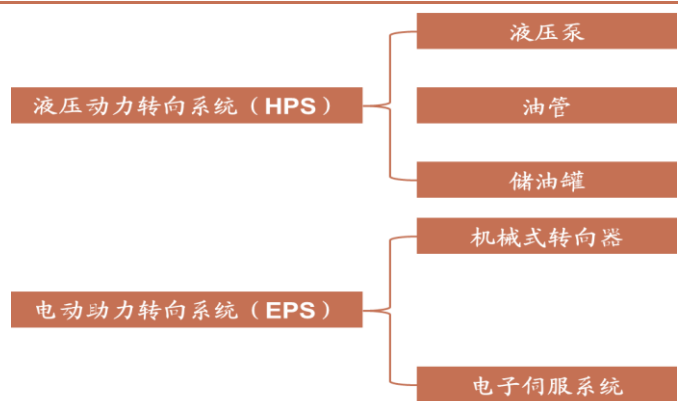 液压动力转向系统（HPS）
液压泵
油管
储油罐
电动助力转向系统（EPS）
机械式转向器
电子伺服系统